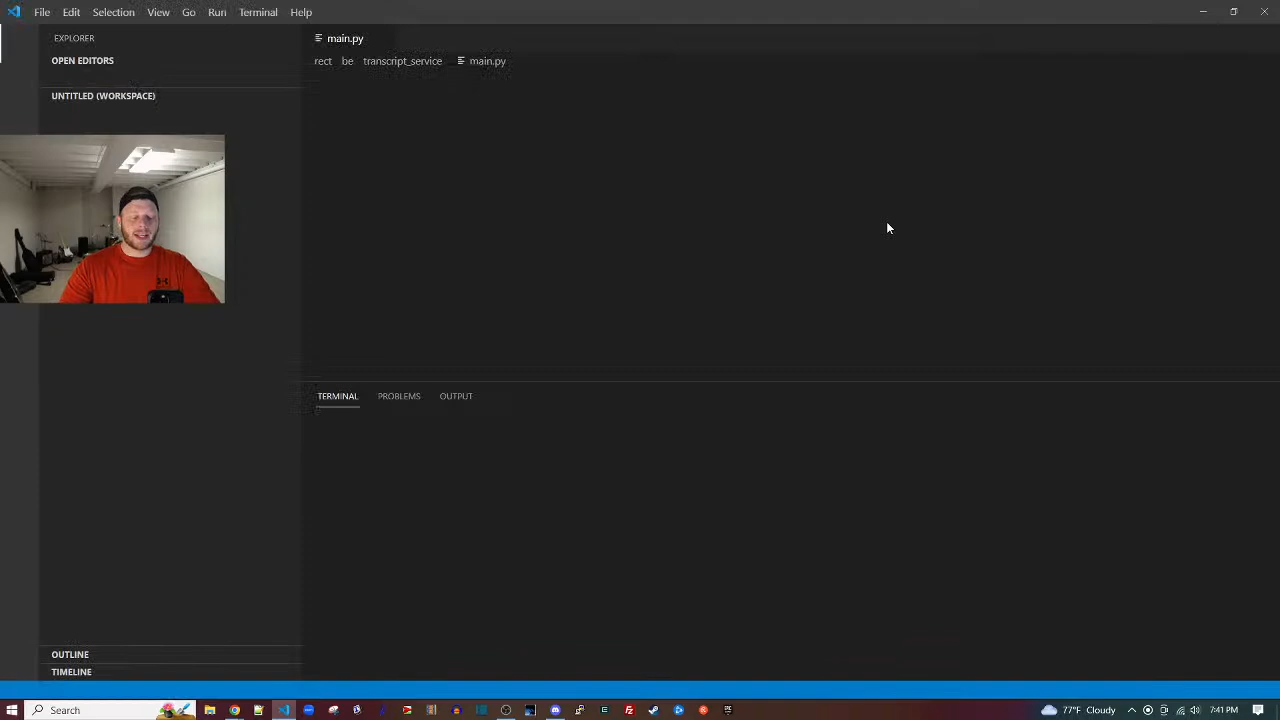 File Edit Selection View Go Run Terminal Help
EXPLORER
main.py
OPEN EDITORS
rect be transcript_service main.py
UNTITLED (WORKSPACE)
TERMINAL PROBLEMS OUTPUT
OUTLINE
TIMELINE
Search
77°F Cloudy
7:41 PM